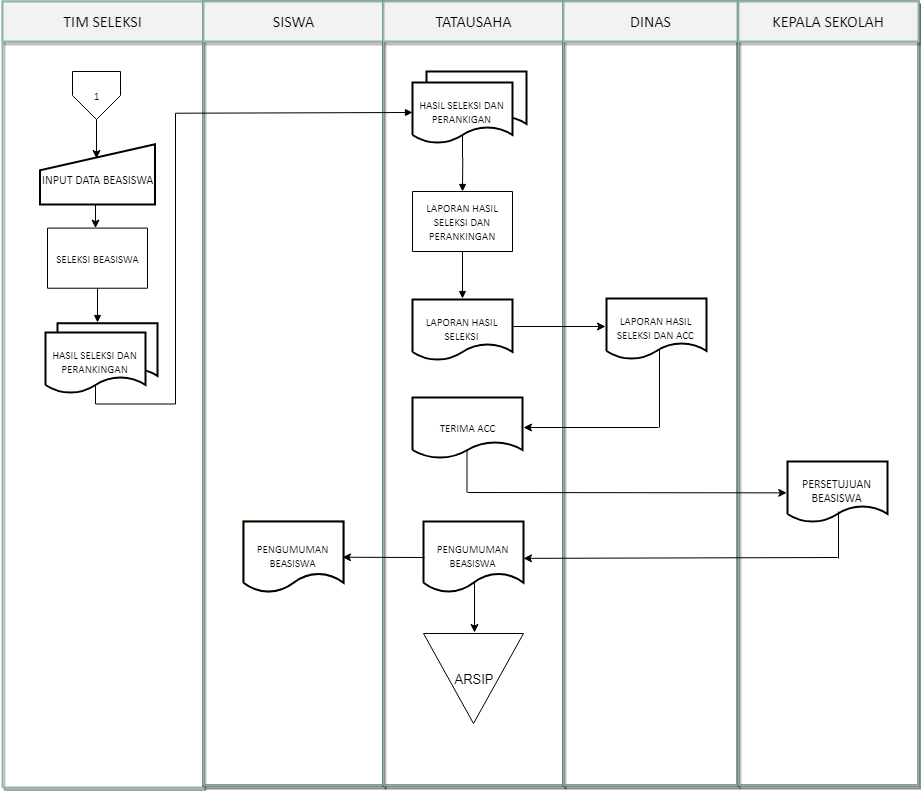 TIM SELEKSI
SISWA
TATAUSAHA
DINAS
KEPALA SEKOLAH
1
INPUT DATA BEASISWA
SELEKSI BEASISWA
HASIL SELEKSI DAN
PERANKINGAN
HASIL SELEKSI DAN
PERANKIGAN
LAPORAN HASIL
SELEKSI DAN
PERANKINGAN
LAPORAN HASIL
SELEKSI
LAPORAN HASIL
SELEKSI DAN ACC
TERIMA ACC
PERSETUJUAN
BEASISWA
PENGUMUMAN
BEASISWA
PENGUMUMAN
BEASISWA
ARSIP